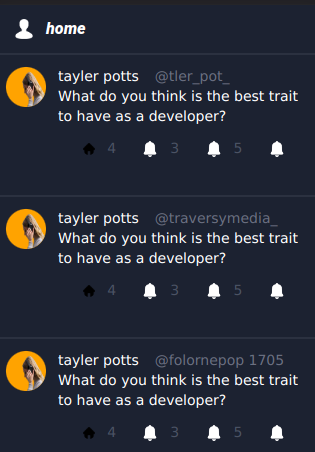 home
tayler potts @tler_pot_
What do you think is the best trait
to have as a developer?
4 3 5
tayler potts @traversymedia_
What do you think is the best trait
to have as a developer?
4 3 5
tayler potts @folornepop 1705
What do you think is the best trait
to have as a developer?
4 3 5